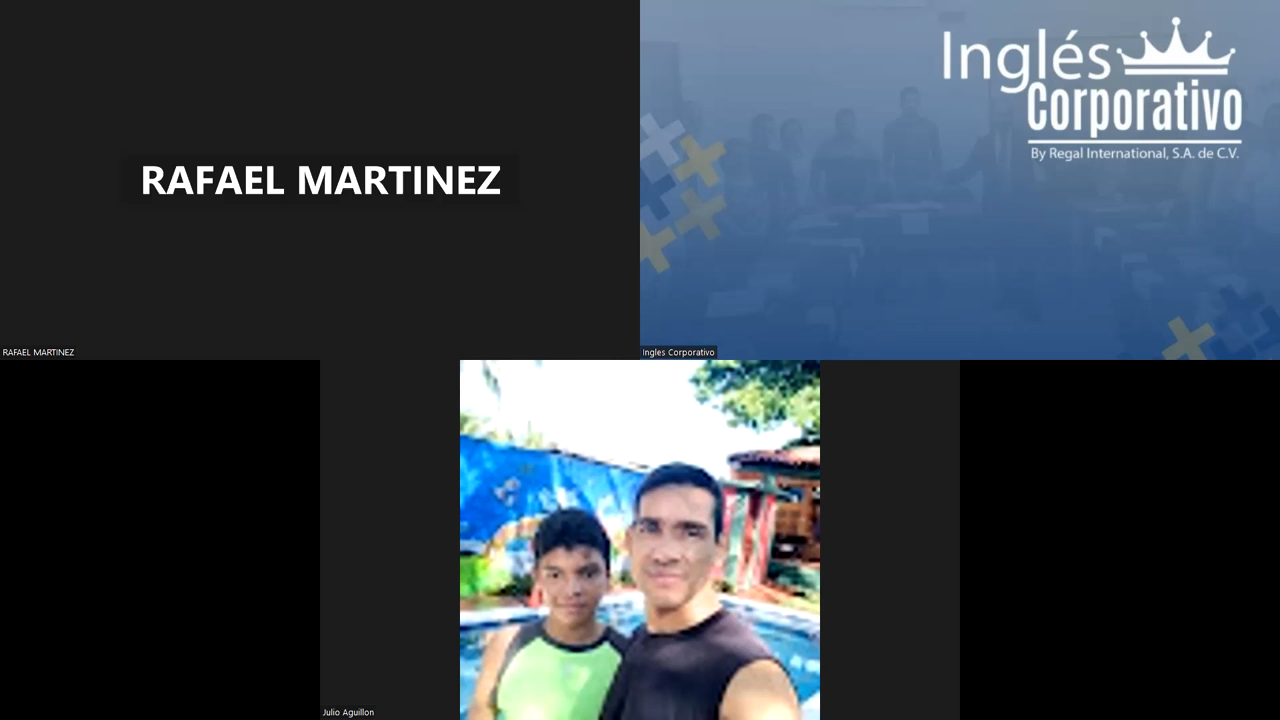 RAFAEL MARTINEZ
RAFAEL MARTINEZ
Inglés
Corporativo
By Regal International, S.A. de C.V.
Ingles Corporativo
Julio Aguillon